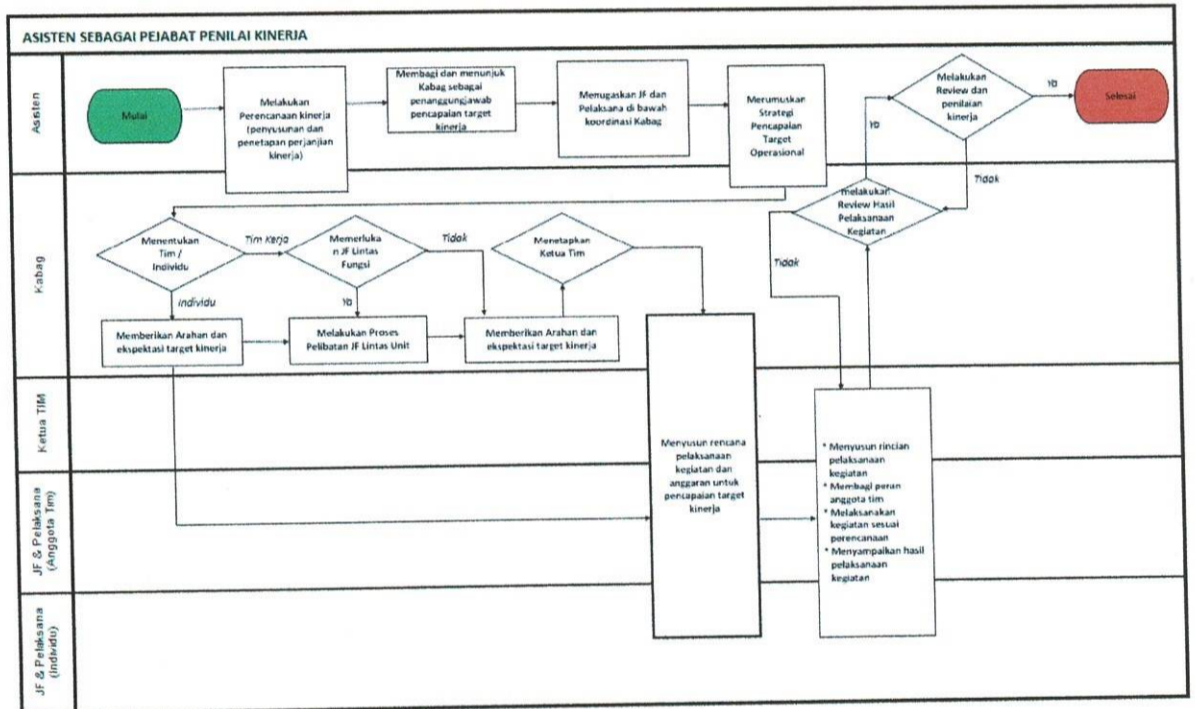 ASISTEN SEBAGAI PEJABAT PENILAI KINERJA
Asisten
Mulai
Melakukan
Perencanaan kinerja
(penyusunan dan
penetapan perjanjian
kinerja)
Membagi dan menunjuk
Kabag sebagai
penanggungjawab
pencapaian target
kinerja
Menugaskan JF dan
Pelaksana di bawah
koordinasi Kabag
Merumuskan
Strategi
Pencapaian
Target
Operasional
Melakukan
Review dan
penilaian
kinerja
Ya
Selesai
Ya
Tidak
Kabag
Menentukan
Tim /
Individu
Tim Kerja
Memerluka
n JF Lintas
Fungsi
Tidak
Menetapkan
Ketua Tim
melakukan
Review Hasil
Pelaksanaan
Kegiatan
Tidak
Individu
Ya
Memberikan Arahan dan
ekspektasi target kinerja
Melakukan Proses
Pelibatan JF Lintas Unit
Memberikan Arahan dan
ekspektasi target kinerja
Ketua TIM
Menyusun rencana
pelaksanaan
kegiatan dan
anggaran untuk
pencapaian target
kinerja
* Menyusun rincian
pelaksanaan
kegiatan
* Membagi peran
anggota tim
* Melaksanakan
kegiatan sesuai
perencanaan
* Menyampaikan hasil
pelaksanaan
kegiatan
JF & Pelaksana
(Anggota Tim)
JF & Pelaksana
(Individu)